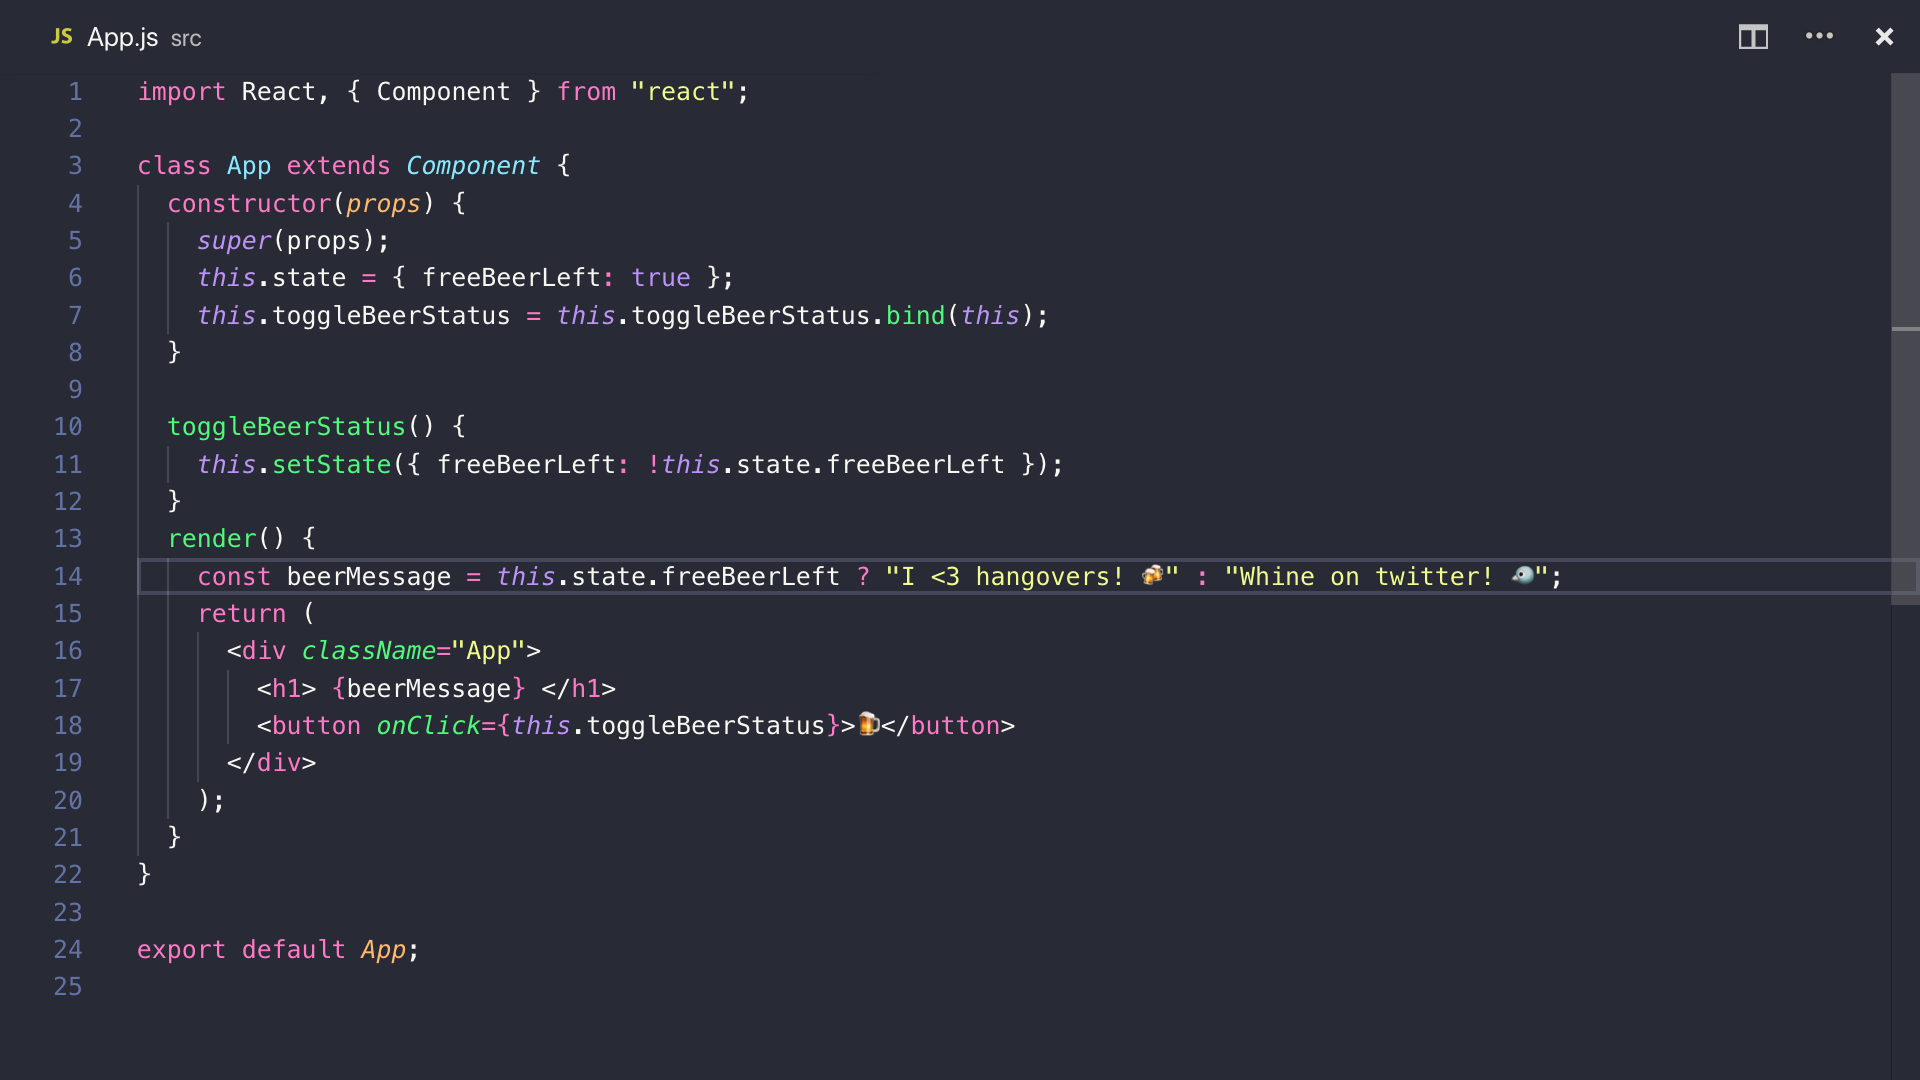 JS App.js src
1 import React, { Component } from "react";
2
3 class App extends Component {
4   constructor(props) {
5     super(props);
6     this.state = { freeBeerLeft: true };
7     this.toggleBeerStatus = this.toggleBeerStatus.bind(this);
8   }
9
10   toggleBeerStatus() {
11     this.setState({ freeBeerLeft: !this.state.freeBeerLeft });
12   }
13   render() {
14     const beerMessage = this.state.freeBeerLeft ? "I <3 hangovers! 🍻" : "Whine on twitter! 🐦";
15     return (
16       <div className="App">
17         <h1> {beerMessage} </h1>
18         <button onClick={this.toggleBeerStatus}>🍺</button>
19       </div>
20     );
21   }
22 }
23
24 export default App;
25